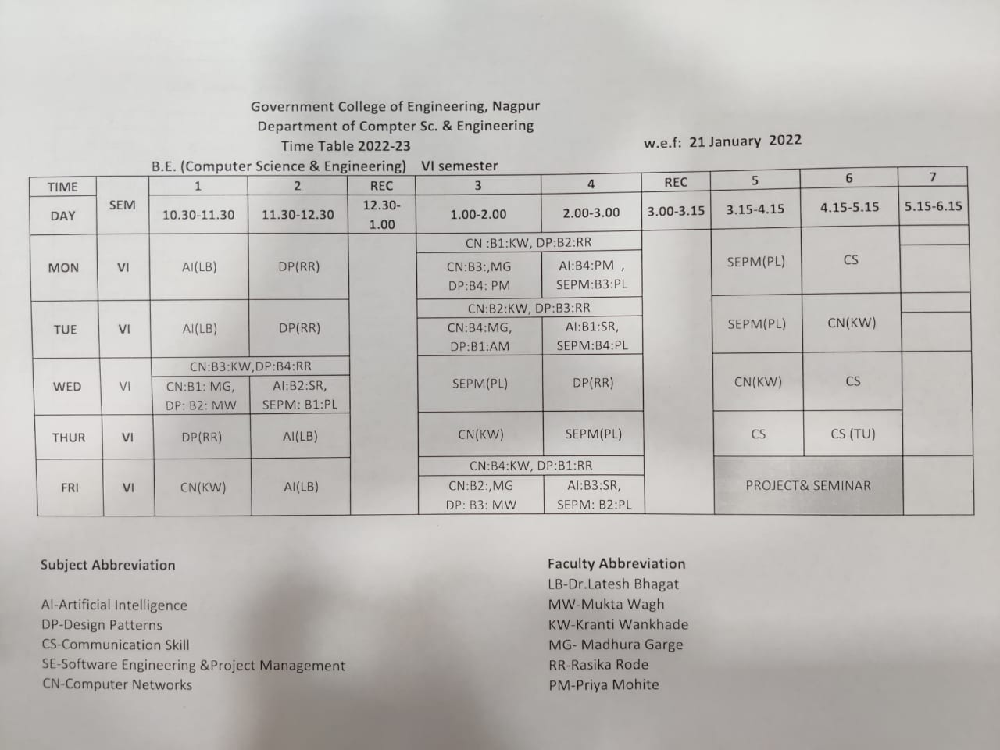 Government College of Engineering, Nagpur
Department of Compter Sc. & Engineering
Time Table 2022-23
w.e.f: 21 January 2022
B.E. (Computer Science & Engineering) VI semester
TIME SEM 1 2 REC 3 4 REC 5 6 7
DAY 10.30-11.30 11.30-12.30 12.30-1.00 1.00-2.00 2.00-3.00 3.00-3.15 3.15-4.15 4.15-5.15 5.15-6.15
CN :B1:KW, DP:B2:RR
MON VI AI(LB) DP(RR) CN:B3:,MG AI:B4:PM , SEPM(PL) CS
DP:B4: PM SEPM:B3:PL
CN:B2:KW, DP:B3:RR
TUE VI AI(LB) DP(RR) CN:B4:MG, AI:B1:SR, SEPM(PL) CN(KW)
DP:B1:AM SEPM:B4:PL
CN:B3:KW,DP:B4:RR
WED VI CN:B1: MG, AI:B2:SR, SEPM(PL) DP(RR) CN(KW) CS
DP: B2: MW SEPM: B1:PL
THUR VI DP(RR) AI(LB) CN(KW) SEPM(PL) CS CS (TU)
CN:B4:KW, DP:B1:RR
FRI VI CN(KW) AI(LB) CN:B2:,MG AI:B3:SR, PROJECT& SEMINAR
DP: B3: MW SEPM: B2:PL
Subject Abbreviation
AI-Artificial Intelligence
DP-Design Patterns
CS-Communication Skill
SE-Software Engineering &Project Management
CN-Computer Networks
Faculty Abbreviation
LB-Dr.Latesh Bhagat
MW-Mukta Wagh
KW-Kranti Wankhade
MG- Madhura Garge
RR-Rasika Rode
PM-Priya Mohite